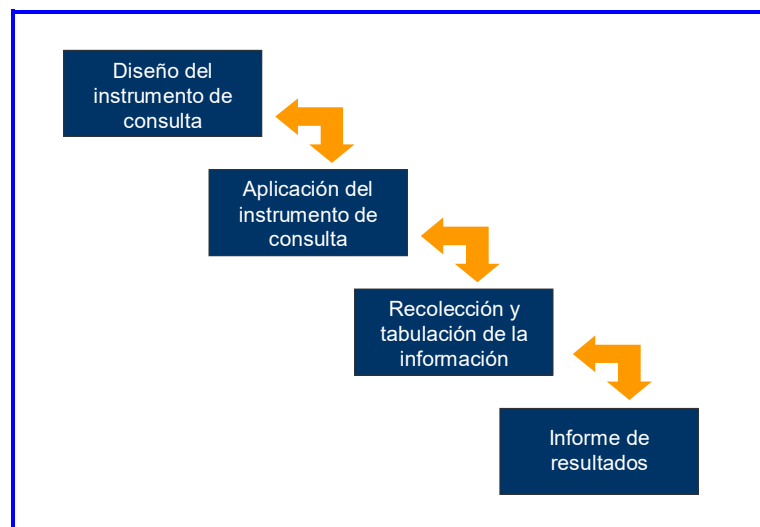 Diseño del
instrumento de
consulta
Aplicación del
instrumento de
consulta
Recolección y
tabulación de la
información
Informe de
resultados